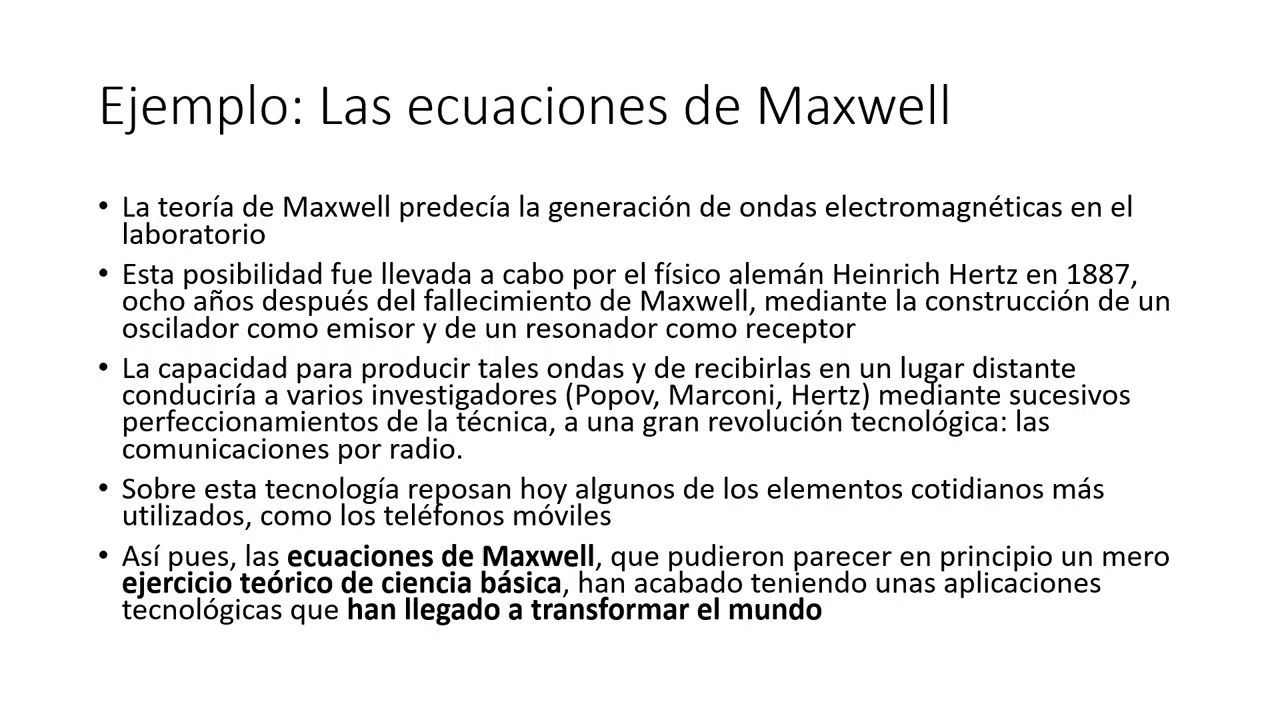 Ejemplo: Las ecuaciones de Maxwell
• La teoría de Maxwell predecía la generación de ondas electromagnéticas en el
laboratorio
• Esta posibilidad fue llevada a cabo por el físico alemán Heinrich Hertz en 1887,
ocho años después del fallecimiento de Maxwell, mediante la construcción de un
oscilador como emisor y de un resonador como receptor
• La capacidad para producir tales ondas y de recibirlas en un lugar distante
conduciría a varios investigadores (Popov, Marconi, Hertz) mediante sucesivos
perfeccionamientos de la técnica, a una gran revolución tecnológica: las
comunicaciones por radio.
• Sobre esta tecnología reposan hoy algunos de los elementos cotidianos más
utilizados, como los teléfonos móviles
• Así pues, las ecuaciones de Maxwell, que pudieron parecer en principio un mero
ejercicio teórico de ciencia básica, han acabado teniendo unas aplicaciones
tecnológicas que han llegado a transformar el mundo